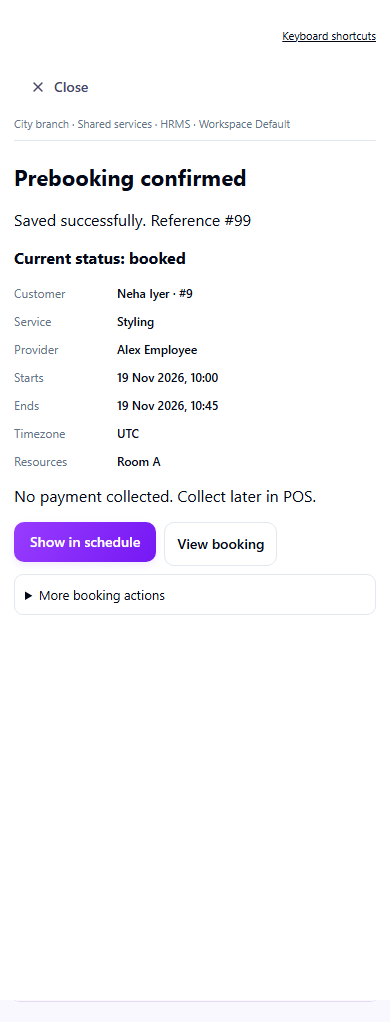 Keyboard shortcuts
Close
City branch · Shared services · HRMS · Workspace Default
Prebooking confirmed
Saved successfully. Reference #99
Current status: booked
Customer Neha Iyer · #9
Service Styling
Provider Alex Employee
Starts 19 Nov 2026, 10:00
Ends 19 Nov 2026, 10:45
Timezone UTC
Resources Room A
No payment collected. Collect later in POS.
Show in schedule View booking
More booking actions